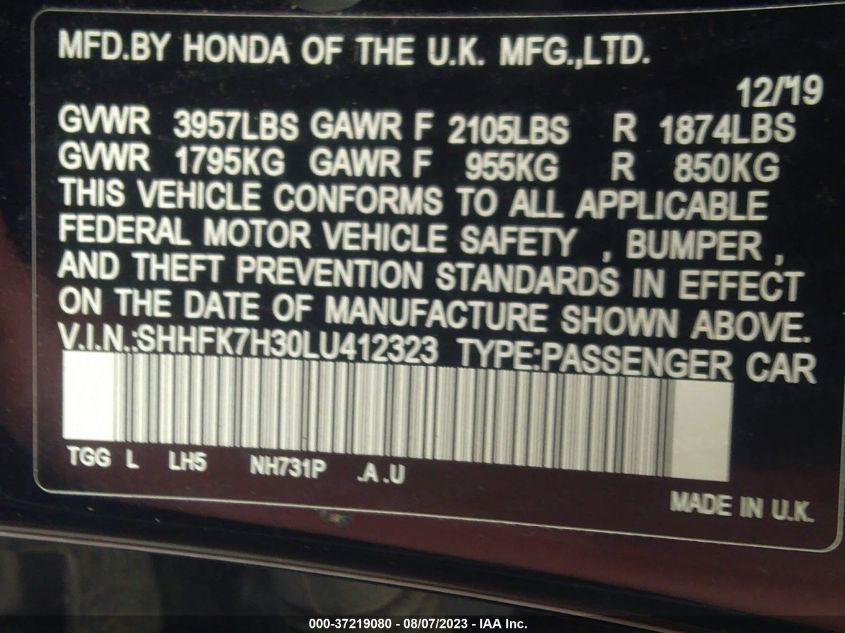 MFD.BY HONDA OF THE U.K. MFG.,LTD.
12/19
GVWR 3957LBS GAWR F 2105LBS R 1874LBS
GVWR 1795KG GAWR F 955KG R 850KG
THIS VEHICLE CONFORMS TO ALL APPLICABLE
FEDERAL MOTOR VEHICLE SAFETY , BUMPER ,
AND THEFT PREVENTION STANDARDS IN EFFECT
ON THE DATE OF MANUFACTURE SHOWN ABOVE.
V.I.N.:SHHFK7H30LU412323 TYPE:PASSENGER CAR
TGG L LH5 NH731P .A .U
MADE IN U.K.
000-37219080 - 08/07/2023 - IAA Inc.